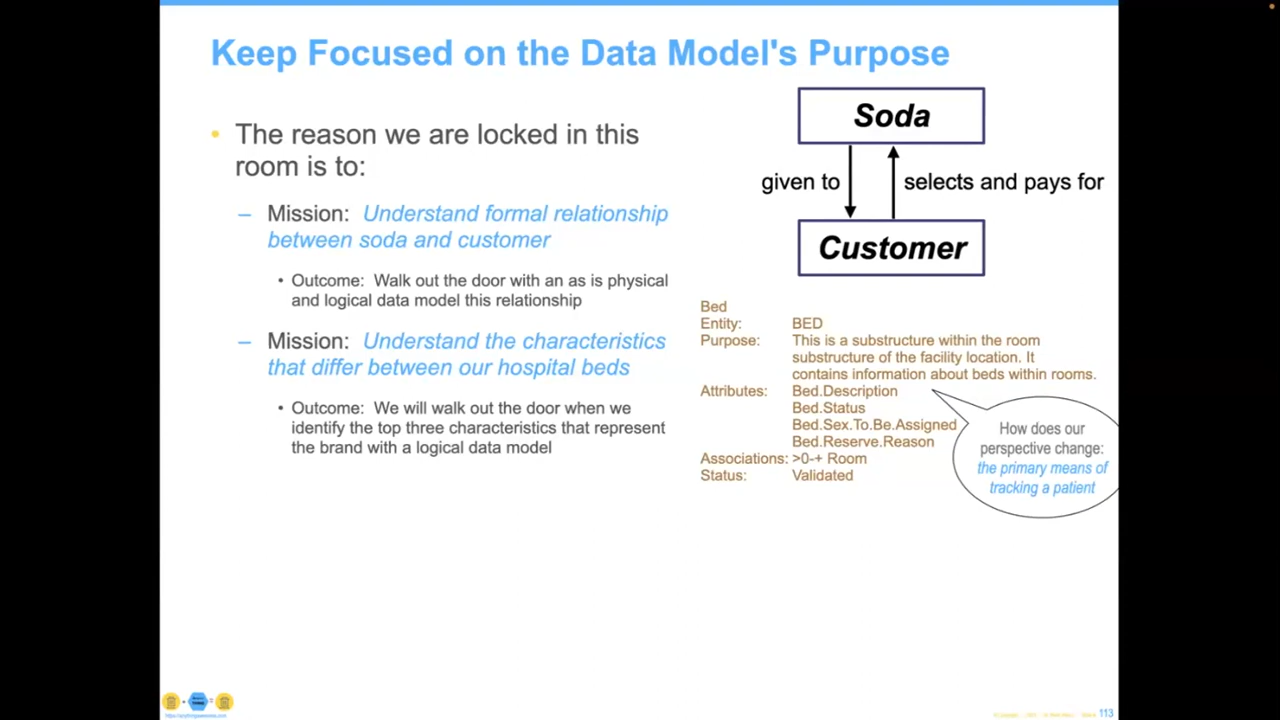 Keep Focused on the Data Model's Purpose
• The reason we are locked in this
room is to:
– Mission: Understand formal relationship
between soda and customer
• Outcome: Walk out the door with an as is physical
and logical data model this relationship
– Mission: Understand the characteristics
that differ between our hospital beds
• Outcome: We will walk out the door when we
identify the top three characteristics that represent
the brand with a logical data model
Soda
given to
selects and pays for
Customer
Bed
Entity: BED
Purpose: This is a substructure within the room
substructure of the facility location. It
contains information about beds within rooms.
Attributes: Bed.Description
Bed.Status
Bed.Sex.To.Be.Assigned
Bed.Reserve.Reason
Associations: >0-+ Room
Status: Validated
How does our
perspective change:
the primary means of
tracking a patient
113